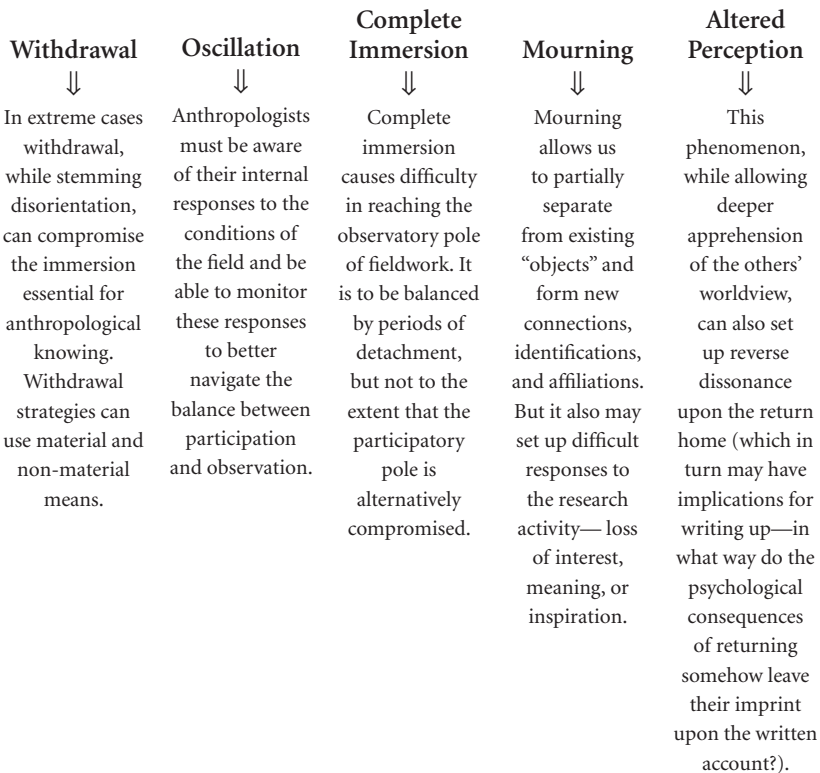 Withdrawal
⇓
In extreme cases
withdrawal,
while stemming
disorientation,
can compromise
the immersion
essential for
anthropological
knowing.
Withdrawal
strategies can
use material and
non-material
means.
Oscillation
⇓
Anthropologists
must be aware
of their internal
responses to the
conditions of
the field and be
able to monitor
these responses
to better
navigate the
balance between
participation
and observation.
Complete
Immersion
⇓
Complete
immersion
causes difficulty
in reaching the
observatory pole
of fieldwork. It
is to be balanced
by periods of
detachment,
but not to the
extent that the
participatory
pole is
alternatively
compromised.
Mourning
⇓
Mourning
allows us
to partially
separate
from existing
“objects” and
form new
connections,
identifications,
and affiliations.
But it also may
set up difficult
responses to
the research
activity— loss
of interest,
meaning, or
inspiration.
Altered
Perception
⇓
This
phenomenon,
while allowing
deeper
apprehension
of the others’
worldview,
can also set
up reverse
dissonance
upon the return
home (which in
turn may have
implications for
writing up—in
what way do the
psychological
consequences
of returning
somehow leave
their imprint
upon the written
account?).